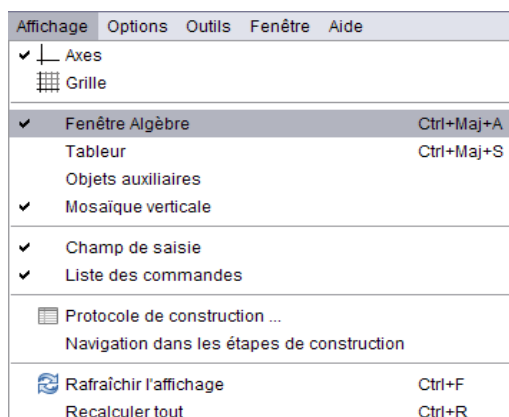 Affichage Options Outils Fenêtre Aide
Axes
Grille
Fenêtre Algèbre Ctrl+Maj+A
Tableur Ctrl+Maj+S
Objets auxiliaires
Mosaïque verticale
Champ de saisie
Liste des commandes
Protocole de construction ...
Navigation dans les étapes de construction
Rafraîchir l'affichage Ctrl+F
Recalculer tout Ctrl+R